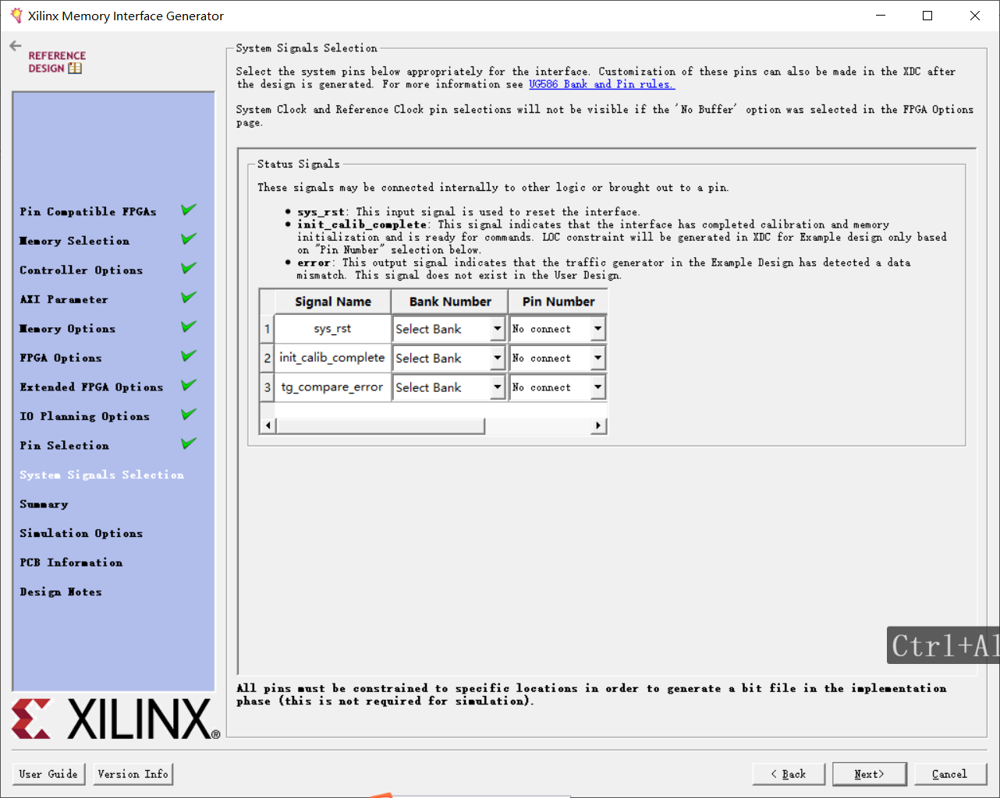 Xilinx Memory Interface Generator
REFERENCE
DESIGN
Pin Compatible FPGAs
Memory Selection
Controller Options
AXI Parameter
Memory Options
FPGA Options
Extended FPGA Options
IO Planning Options
Pin Selection
System Signals Selection
Summary
Simulation Options
PCB Information
Design Notes
XILINX®
System Signals Selection
Select the system pins below appropriately for the interface. Customization of these pins can also be made in the XDC after
the design is generated. For more information see UG586 Bank and Pin rules.
System Clock and Reference Clock pin selections will not be visible if the 'No Buffer' option was selected in the FPGA Options
page.
Status Signals
These signals may be connected internally to other logic or brought out to a pin.
• sys_rst: This input signal is used to reset the interface.
• init_calib_complete: This signal indicates that the interface has completed calibration and memory
initialization and is ready for commands. LOC constraint will be generated in XDC for Example design only based
on "Pin Number" selection below.
• error: This output signal indicates that the traffic generator in the Example Design has detected a data
mismatch. This signal does not exist in the User Design.
Signal Name Bank Number Pin Number
1 sys_rst Select Bank No connect
2 init_calib_complete Select Bank No connect
3 tg_compare_error Select Bank No connect
Ctrl+Al
All pins must be constrained to specific locations in order to generate a bit file in the implementation
phase (this is not required for simulation).
User Guide Version Info < Back Next> Cancel